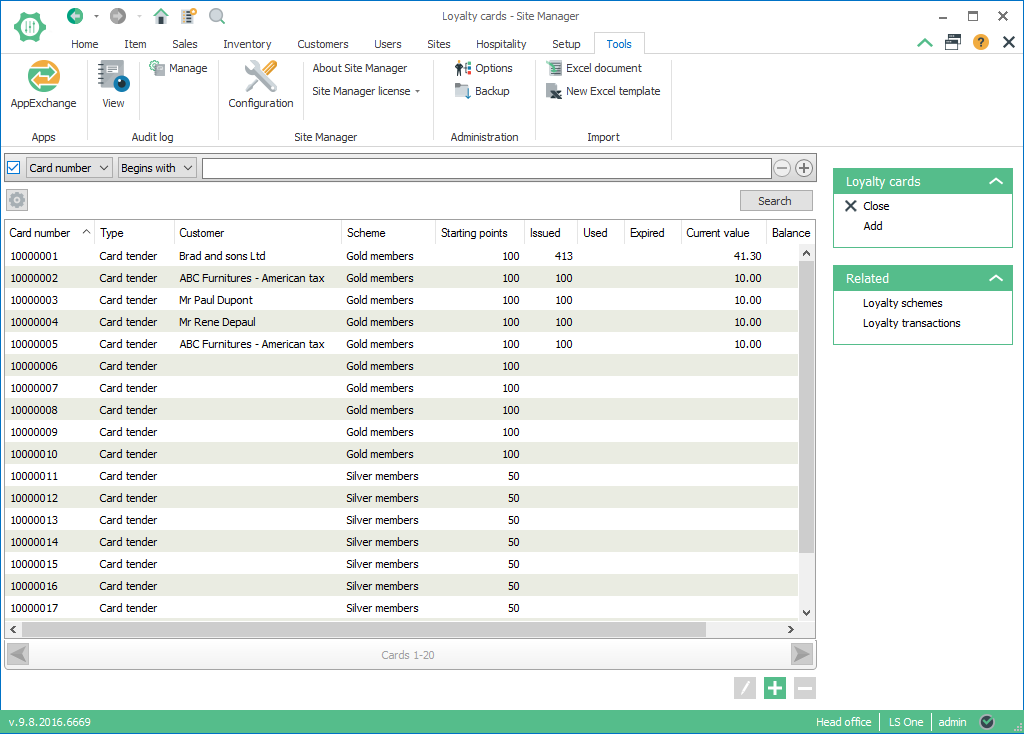 Loyalty cards - Site Manager
Home Item Sales Inventory Customers Users Sites Hospitality Setup Tools
AppExchange View Manage Configuration About Site Manager Options Excel document
Site Manager license Backup New Excel template
Apps Audit log Site Manager Administration Import
Card number Begins with
Search
Card number Type Customer Scheme Starting points Issued Used Expired Current value Balance
10000001 Card tender Brad and sons Ltd Gold members 100 413 41.30
10000002 Card tender ABC Furnitures - American tax Gold members 100 100 10.00
10000003 Card tender Mr Paul Dupont Gold members 100 100 10.00
10000004 Card tender Mr Rene Depaul Gold members 100 100 10.00
10000005 Card tender ABC Furnitures - American tax Gold members 100 100 10.00
10000006 Card tender Gold members 100
10000007 Card tender Gold members 100
10000008 Card tender Gold members 100
10000009 Card tender Gold members 100
10000010 Card tender Gold members 100
10000011 Card tender Silver members 50
10000012 Card tender Silver members 50
10000013 Card tender Silver members 50
10000014 Card tender Silver members 50
10000015 Card tender Silver members 50
10000016 Card tender Silver members 50
10000017 Card tender Silver members 50
Cards 1-20
Loyalty cards
Close
Add
Related
Loyalty schemes
Loyalty transactions
v.9.8.2016.6669 Head office LS One admin